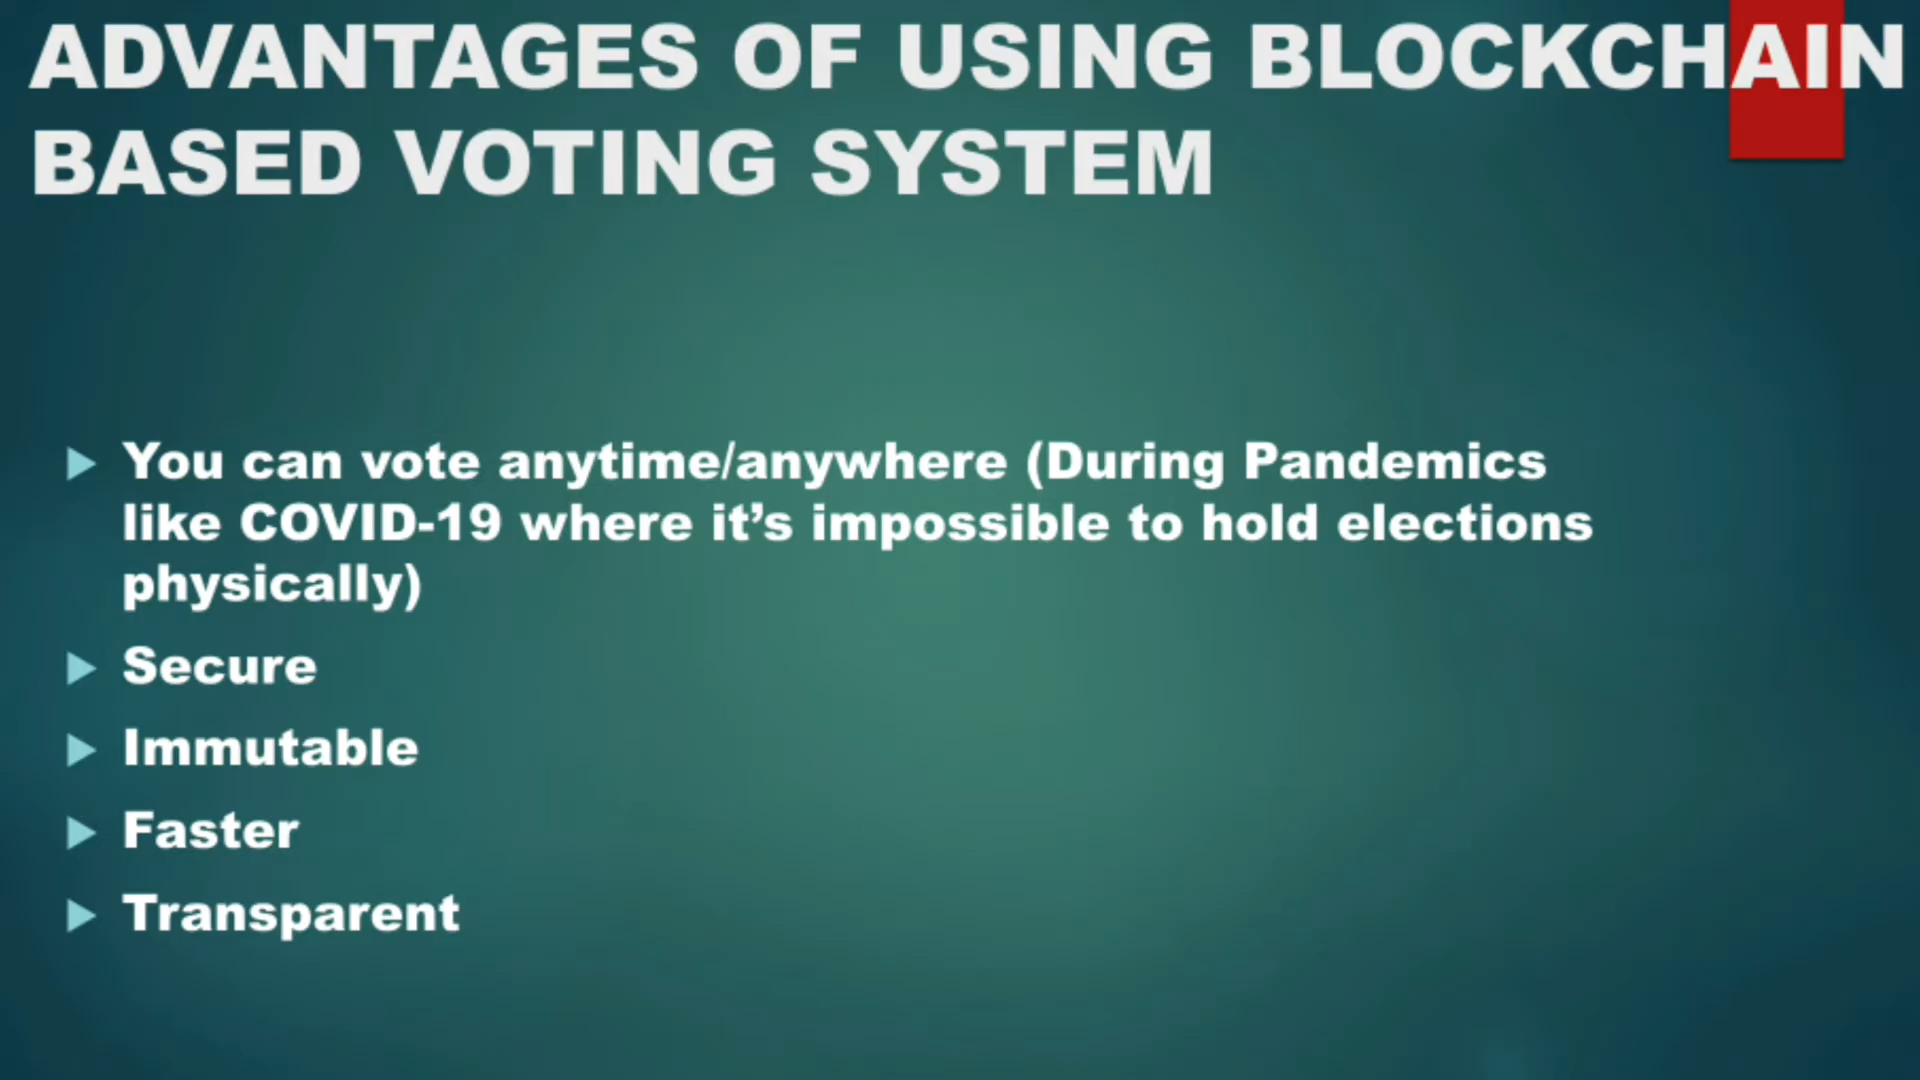 ADVANTAGES OF USING BLOCKCHAIN
BASED VOTING SYSTEM
You can vote anytime/anywhere (During Pandemics
like COVID-19 where it’s impossible to hold elections
physically)
Secure
Immutable
Faster
Transparent